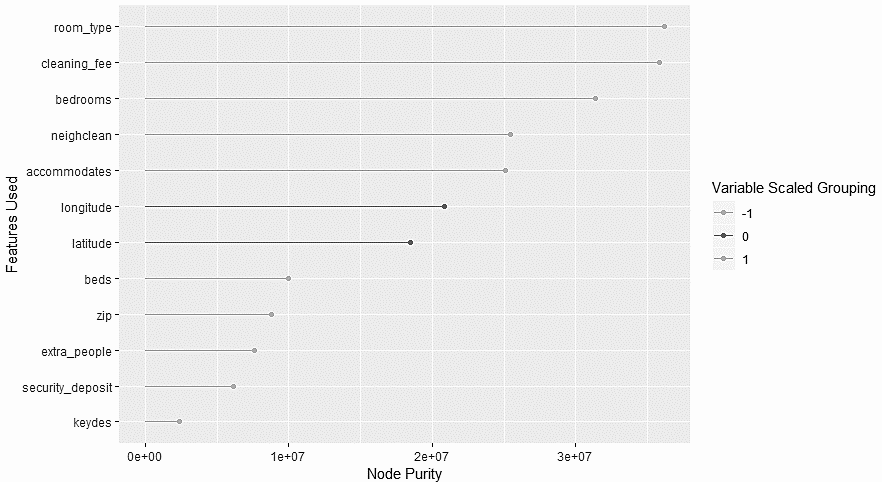 room_type
cleaning_fee
bedrooms
neighclean
accommodates
longitude
latitude
beds
zip
extra_people
security_deposit
keydes
Features Used
0e+00 1e+07 2e+07 3e+07
Node Purity
Variable Scaled Grouping
-1
0
1